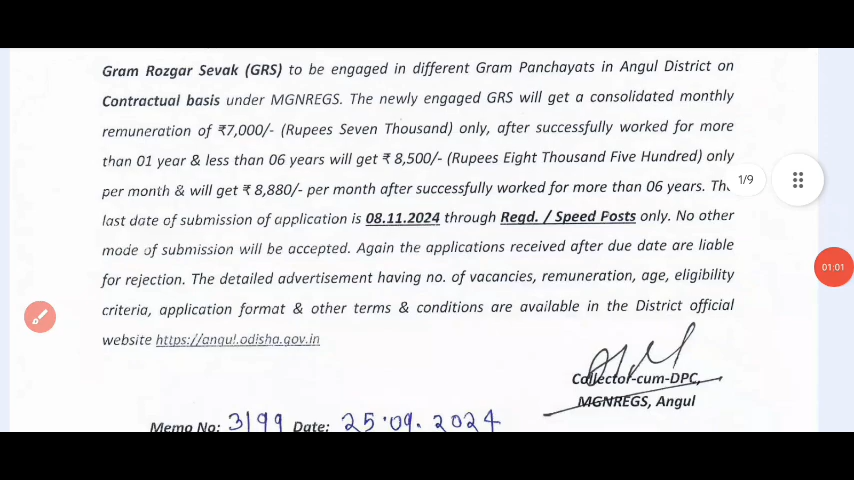 Gram Rozgar Sevak (GRS) to be engaged in different Gram Panchayats in Angul District on
Contractual basis under MGNREGS. The newly engaged GRS will get a consolidated monthly
remuneration of ₹7,000/- (Rupees Seven Thousand) only, after successfully worked for more
than 01 year & less than 06 years will get ₹ 8,500/- (Rupees Eight Thousand Five Hundred) only
per month & will get ₹ 8,880/- per month after successfully worked for more than 06 years. The
1/9
last date of submission of application is 08.11.2024 through Regd. / Speed Posts only. No other
mode of submission will be accepted. Again the applications received after due date are liable
01:01
for rejection. The detailed advertisement having no. of vacancies, remuneration, age, eligibility
criteria, application format & other terms & conditions are available in the District official
website https://angul.odisha.gov.in
Collector-cum-DPC,
MGNREGS, Angul
Memo No: 3199 Date: 25.09.2024